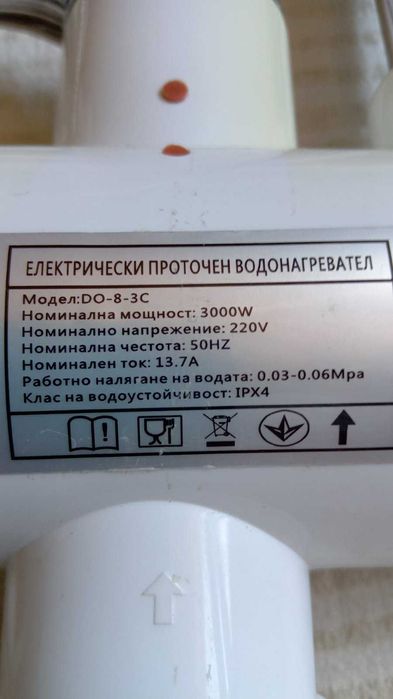 ЕЛЕКТРИЧЕСКИ ПРОТОЧЕН ВОДОНАГРЕВАТЕЛ
Модел:DO-8-3C
Номинална мощност: 3000W
Номинално напрежение: 220V
Номинална честота: 50HZ
Номинален ток: 13.7A
Работно налягане на водата: 0.03-0.06Mpa
Клас на водоустойчивост: IPX4